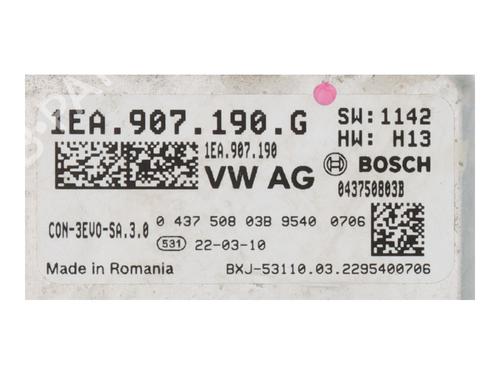 1EA.907.190.G
SW:1142
1EA.907.190
HW: H13
VW AG
BOSCH
043750803B
CON-3EVO-SA.3.0
0 437 508 03B 9540 0706
531 22-03-10
Made in Romania
BXJ-53110.03.2295400706